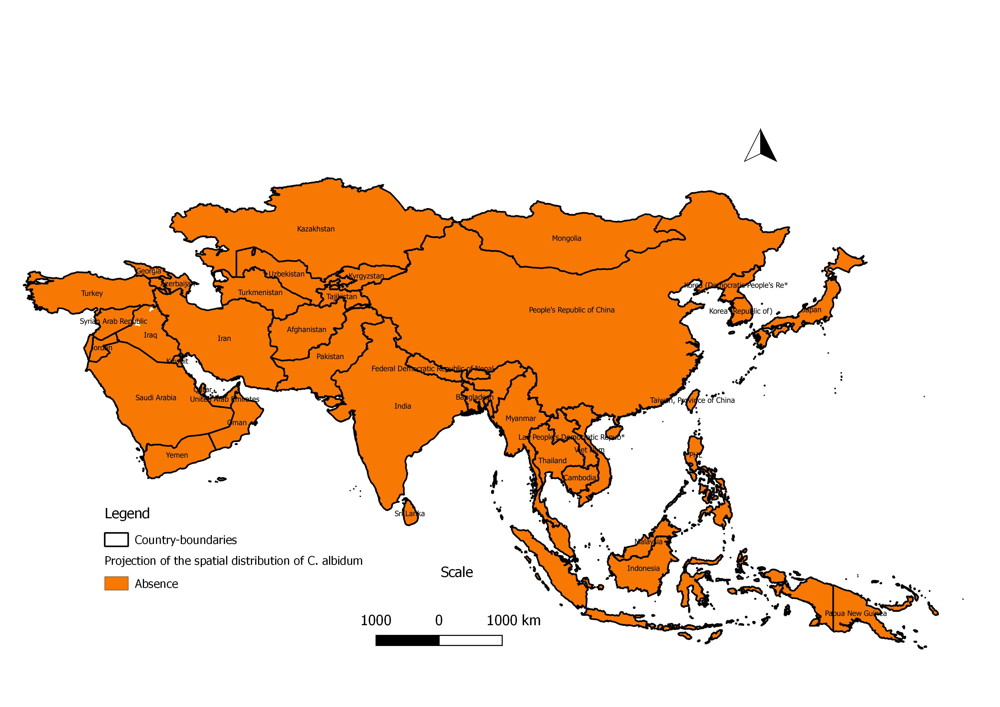 Kazakhstan
Mongolia
Georgia
Uzbekistan
Kyrgyzstan
Azerbaijan
Korea (Democratic People's Re*
Turkey
Turkmenistan
Tajikistan
People's Republic of China
Korea (Republic of)
Japan
Syrian Arab Republic
Afghanistan
Iraq
Iran
Jordan
Pakistan
Kuwait
Federal Democratic Republic of Nepal
Qatar
Saudi Arabia
United Arab Emirates
Bangladesh
Taiwan, Province of China
India
Myanmar
Oman
Lao People's Democratic Repub*
Viet Nam
Yemen
Thailand
PHL
Cambodia
Sri Lanka
Malaysia
Indonesia
Papua New Guinea
Legend
Country-boundaries
Projection of the spatial distribution of C. albidum
Absence
Scale
1000 0 1000 km